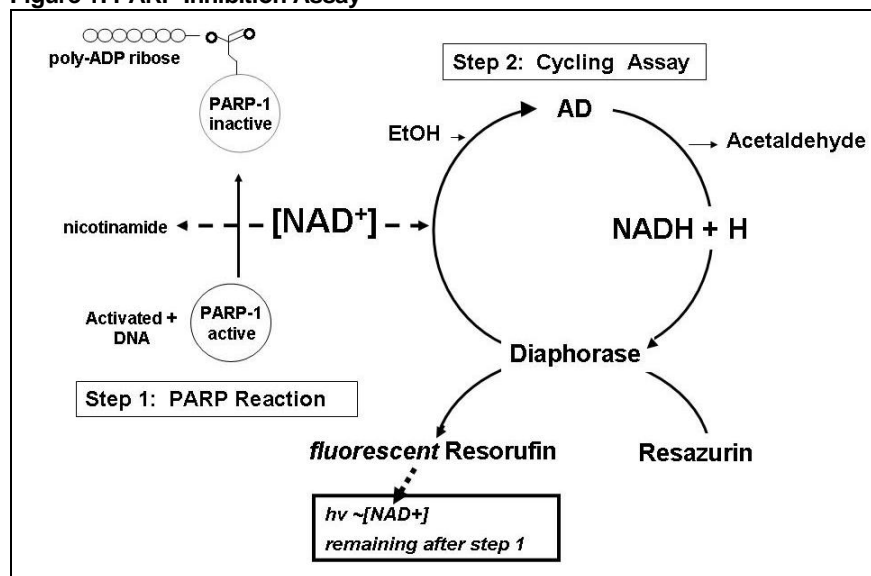 Figure 1. PARP Inhibition Assay
poly-ADP ribose
PARP-1
inactive
nicotinamide
[NAD⁺]
Activated +
DNA
PARP-1
active
Step 1: PARP Reaction
Step 2: Cycling Assay
EtOH
AD
Acetaldehyde
NADH + H
Diaphorase
fluorescent Resorufin
Resazurin
hv ~[NAD+]
remaining after step 1